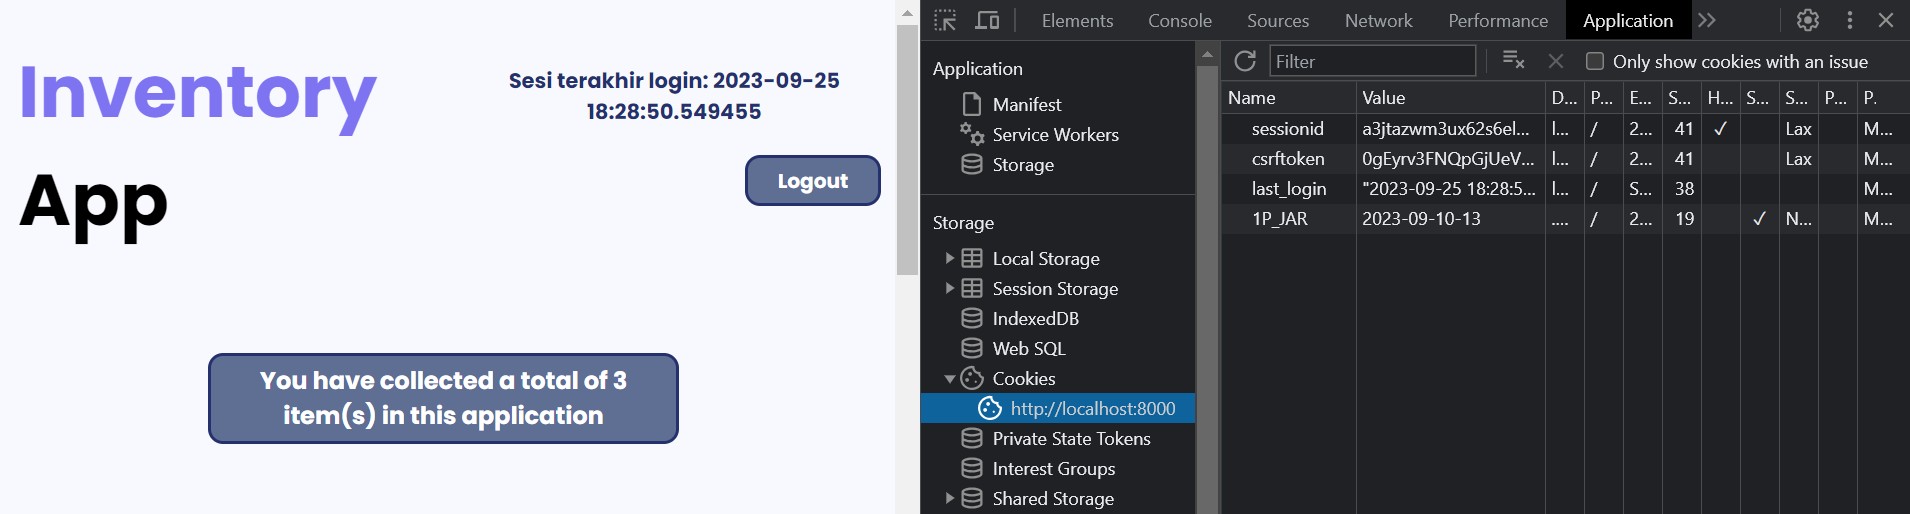 Inventory
App
Sesi terakhir login: 2023-09-25
18:28:50.549455
Logout
You have collected a total of 3
item(s) in this application
Elements Console Sources Network Performance Application
Application
Manifest
Service Workers
Storage
Storage
Local Storage
Session Storage
IndexedDB
Web SQL
Cookies
http://localhost:8000
Private State Tokens
Interest Groups
Shared Storage
Filter Only show cookies with an issue
Name Value D... P... E... S... H... S... S... P... P.
sessionid a3jtazwm3ux62s6el... l... / 2... 41 ✓ Lax M...
csrftoken 0gEyrv3FNQpGjUeV... l... / 2... 41 Lax M...
last_login "2023-09-25 18:28:5... l... / S... 38 M...
1P_JAR 2023-09-10-13 .... / 2... 19 ✓ N... M...